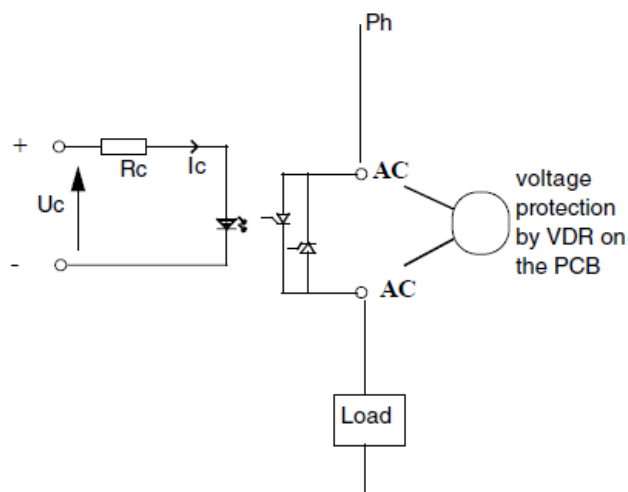 Ph
+
Rc
Ic
Uc
-
AC
AC
voltage
protection
by VDR on
the PCB
Load